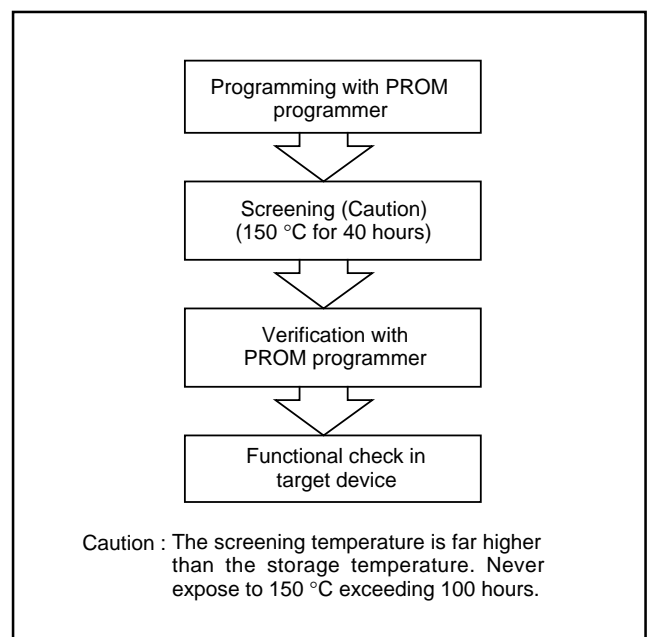 Programming with PROM
programmer
Screening (Caution)
(150 °C for 40 hours)
Verification with
PROM programmer
Functional check in
target device
Caution : The screening temperature is far higher
than the storage temperature. Never
expose to 150 °C exceeding 100 hours.